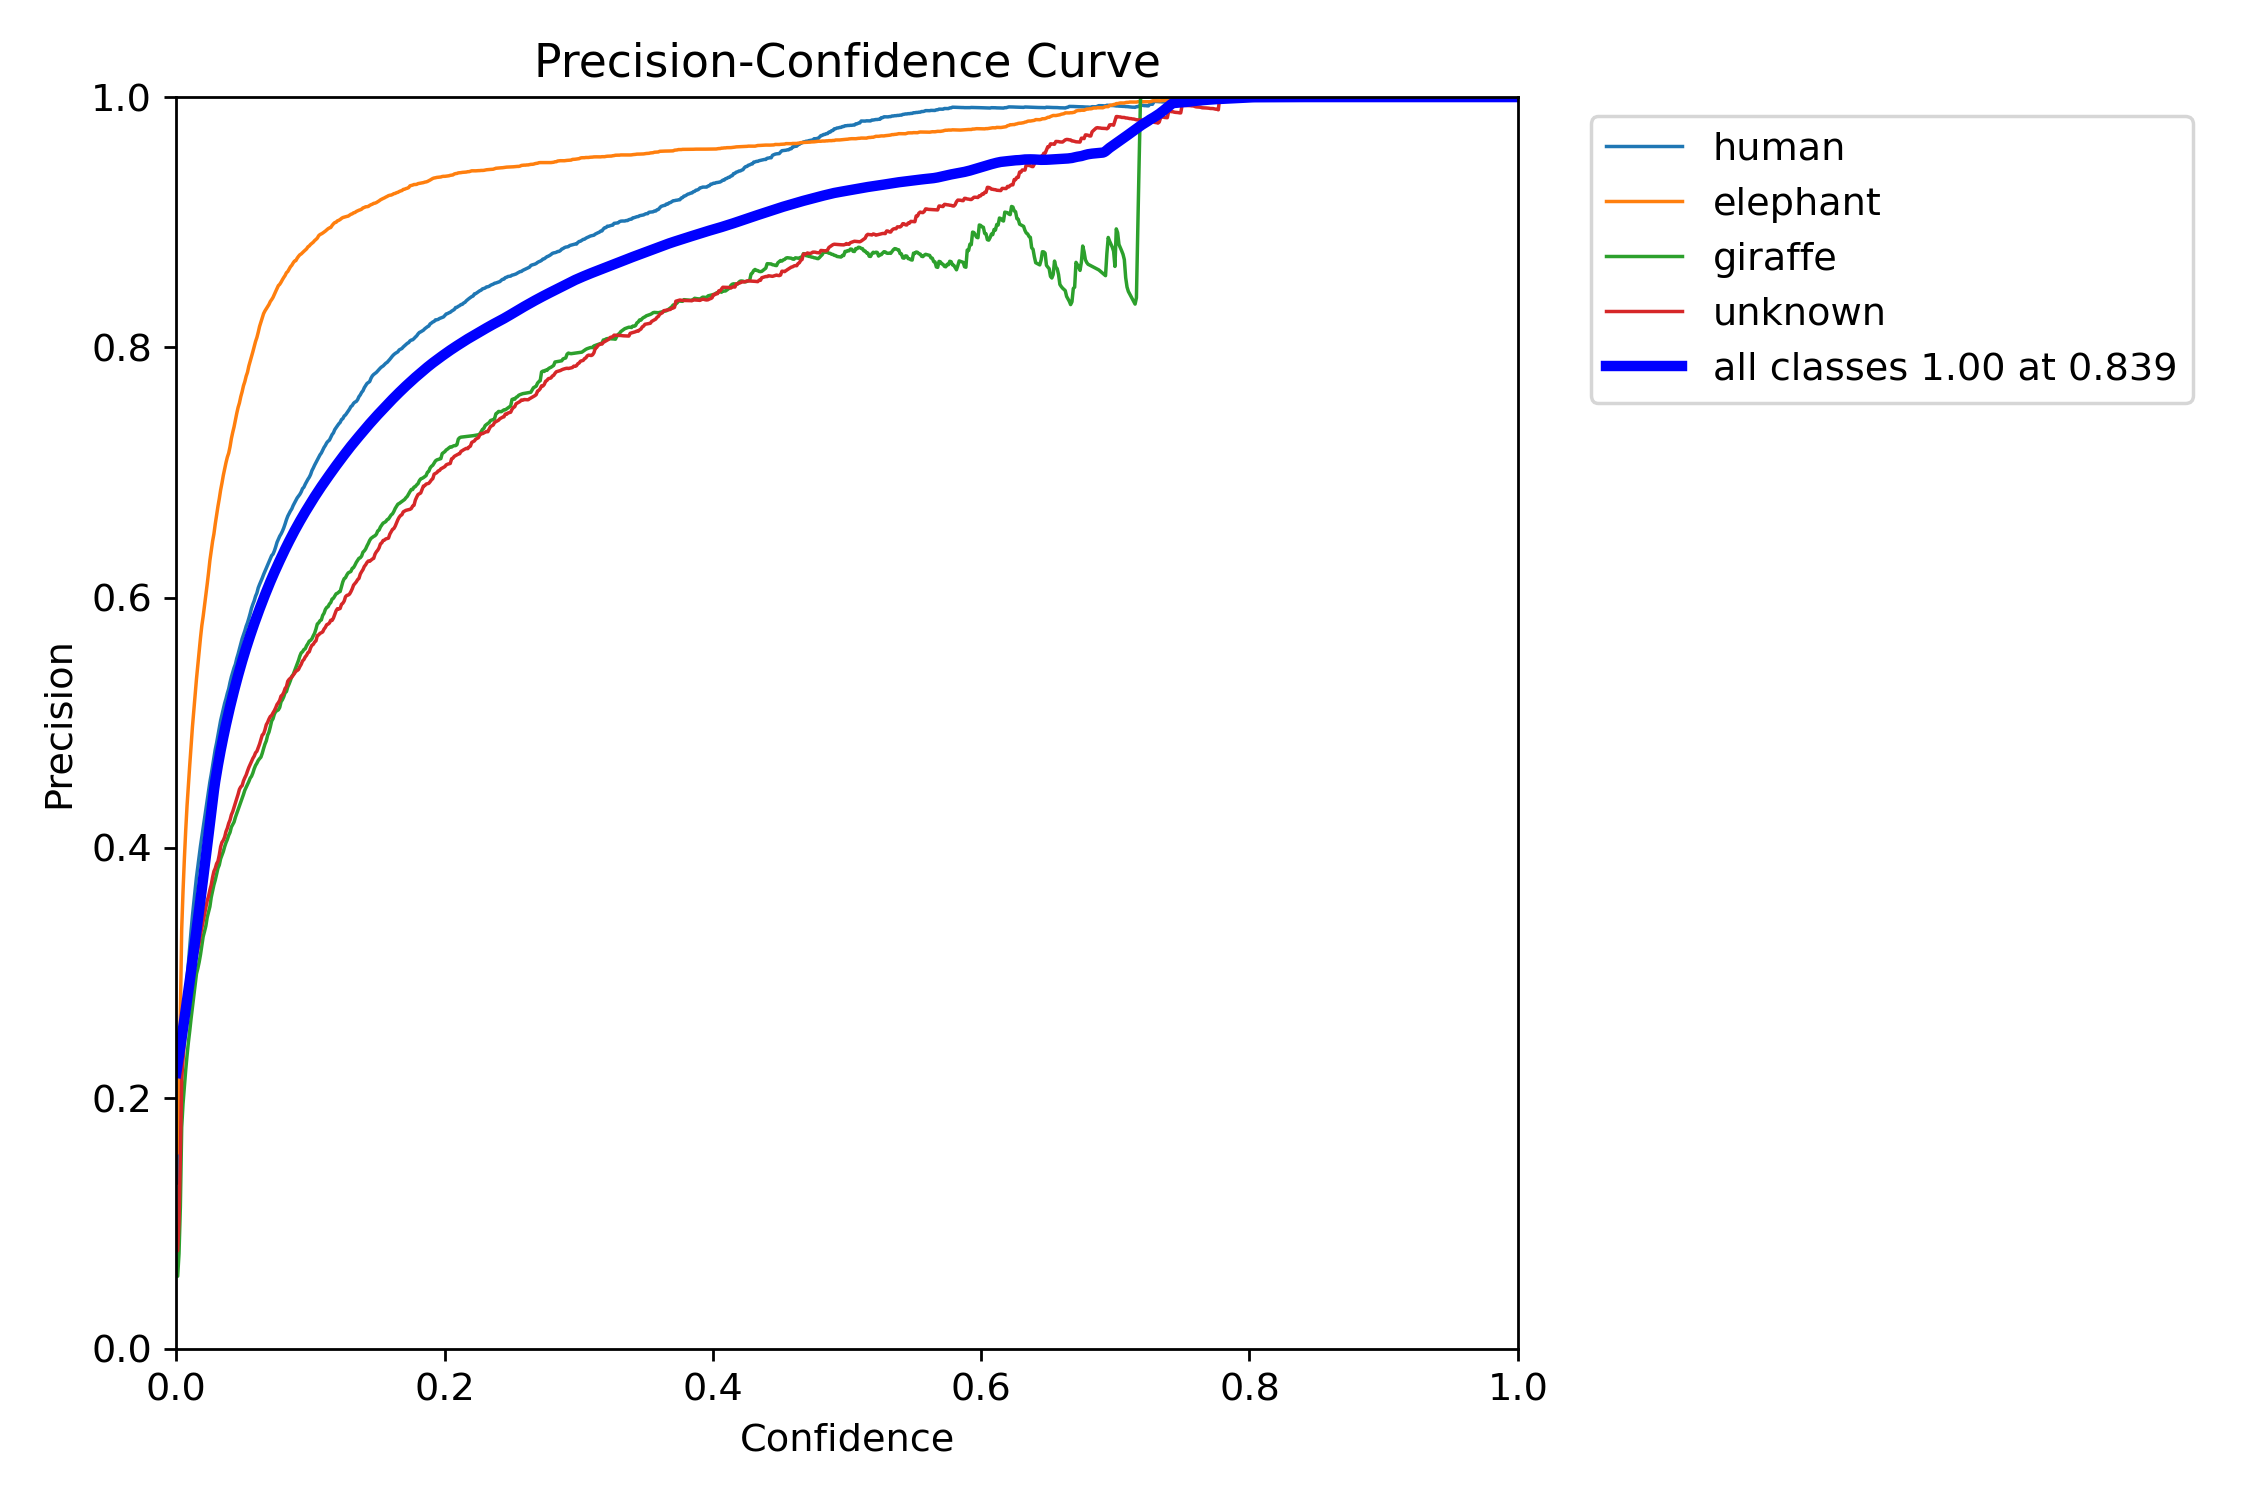 Precision-Confidence Curve
1.0
0.8
0.6
0.4
0.2
0.0
Precision
0.0 0.2 0.4 0.6 0.8 1.0
Confidence
human
elephant
giraffe
unknown
all classes 1.00 at 0.839